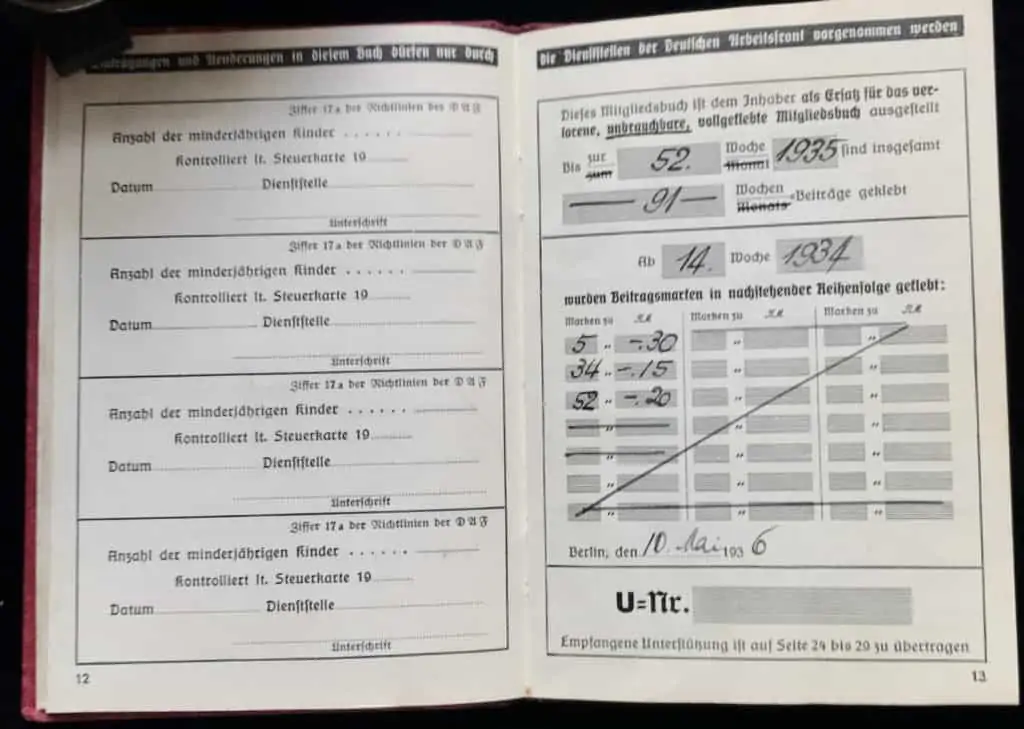 Eintragungen und Aenderungen in diesem Buch dürfen nur durch
Ziffer 17a der Richtlinien des DAF
Anzahl der minderjährigen Kinder . . . . . .
Kontrolliert lt. Steuerkarte 19
Datum Dienststelle
Unterschrift
Ziffer 17a der Richtlinien der DAF
Anzahl der minderjährigen Kinder . . . . . .
Kontrolliert lt. Steuerkarte 19
Datum Dienststelle
Unterschrift
Ziffer 17a der Richtlinien der DAF
Anzahl der minderjährigen Kinder . . . . . .
Kontrolliert lt. Steuerkarte 19
Datum Dienststelle
Unterschrift
Ziffer 17a der Richtlinien der DAF
Anzahl der minderjährigen Kinder . . . . . .
Kontrolliert lt. Steuerkarte 19
Datum Dienststelle
Unterschrift
12
die Dienststellen der Deutschen Arbeitsfront vorgenommen werden
Dieses Mitgliedsbuch ist dem Inhaber als Ersatz für das ver-
lorene, unbrauchbare, vollgeklebte Mitgliedsbuch ausgestellt
Bis zur zum 52. Woche Monat 1935 sind insgesamt
— 91 — Wochen Monats -Beiträge geklebt
Ab 14. Woche 1934
wurden Beitragsmarken in nachstehender Reihenfolge geklebt:
Marken zu RM Marken zu RM Marken zu RM
5 „ -.30 „ „
34 „ -.15 „ „
52 „ -.20 „ „
„ „ „
„ „ „
„ „ „
„ „ „
Berlin, den 10. Mai 1936
U=Nr.
Empfangene Unterstützung ist auf Seite 24 bis 29 zu übertragen
13